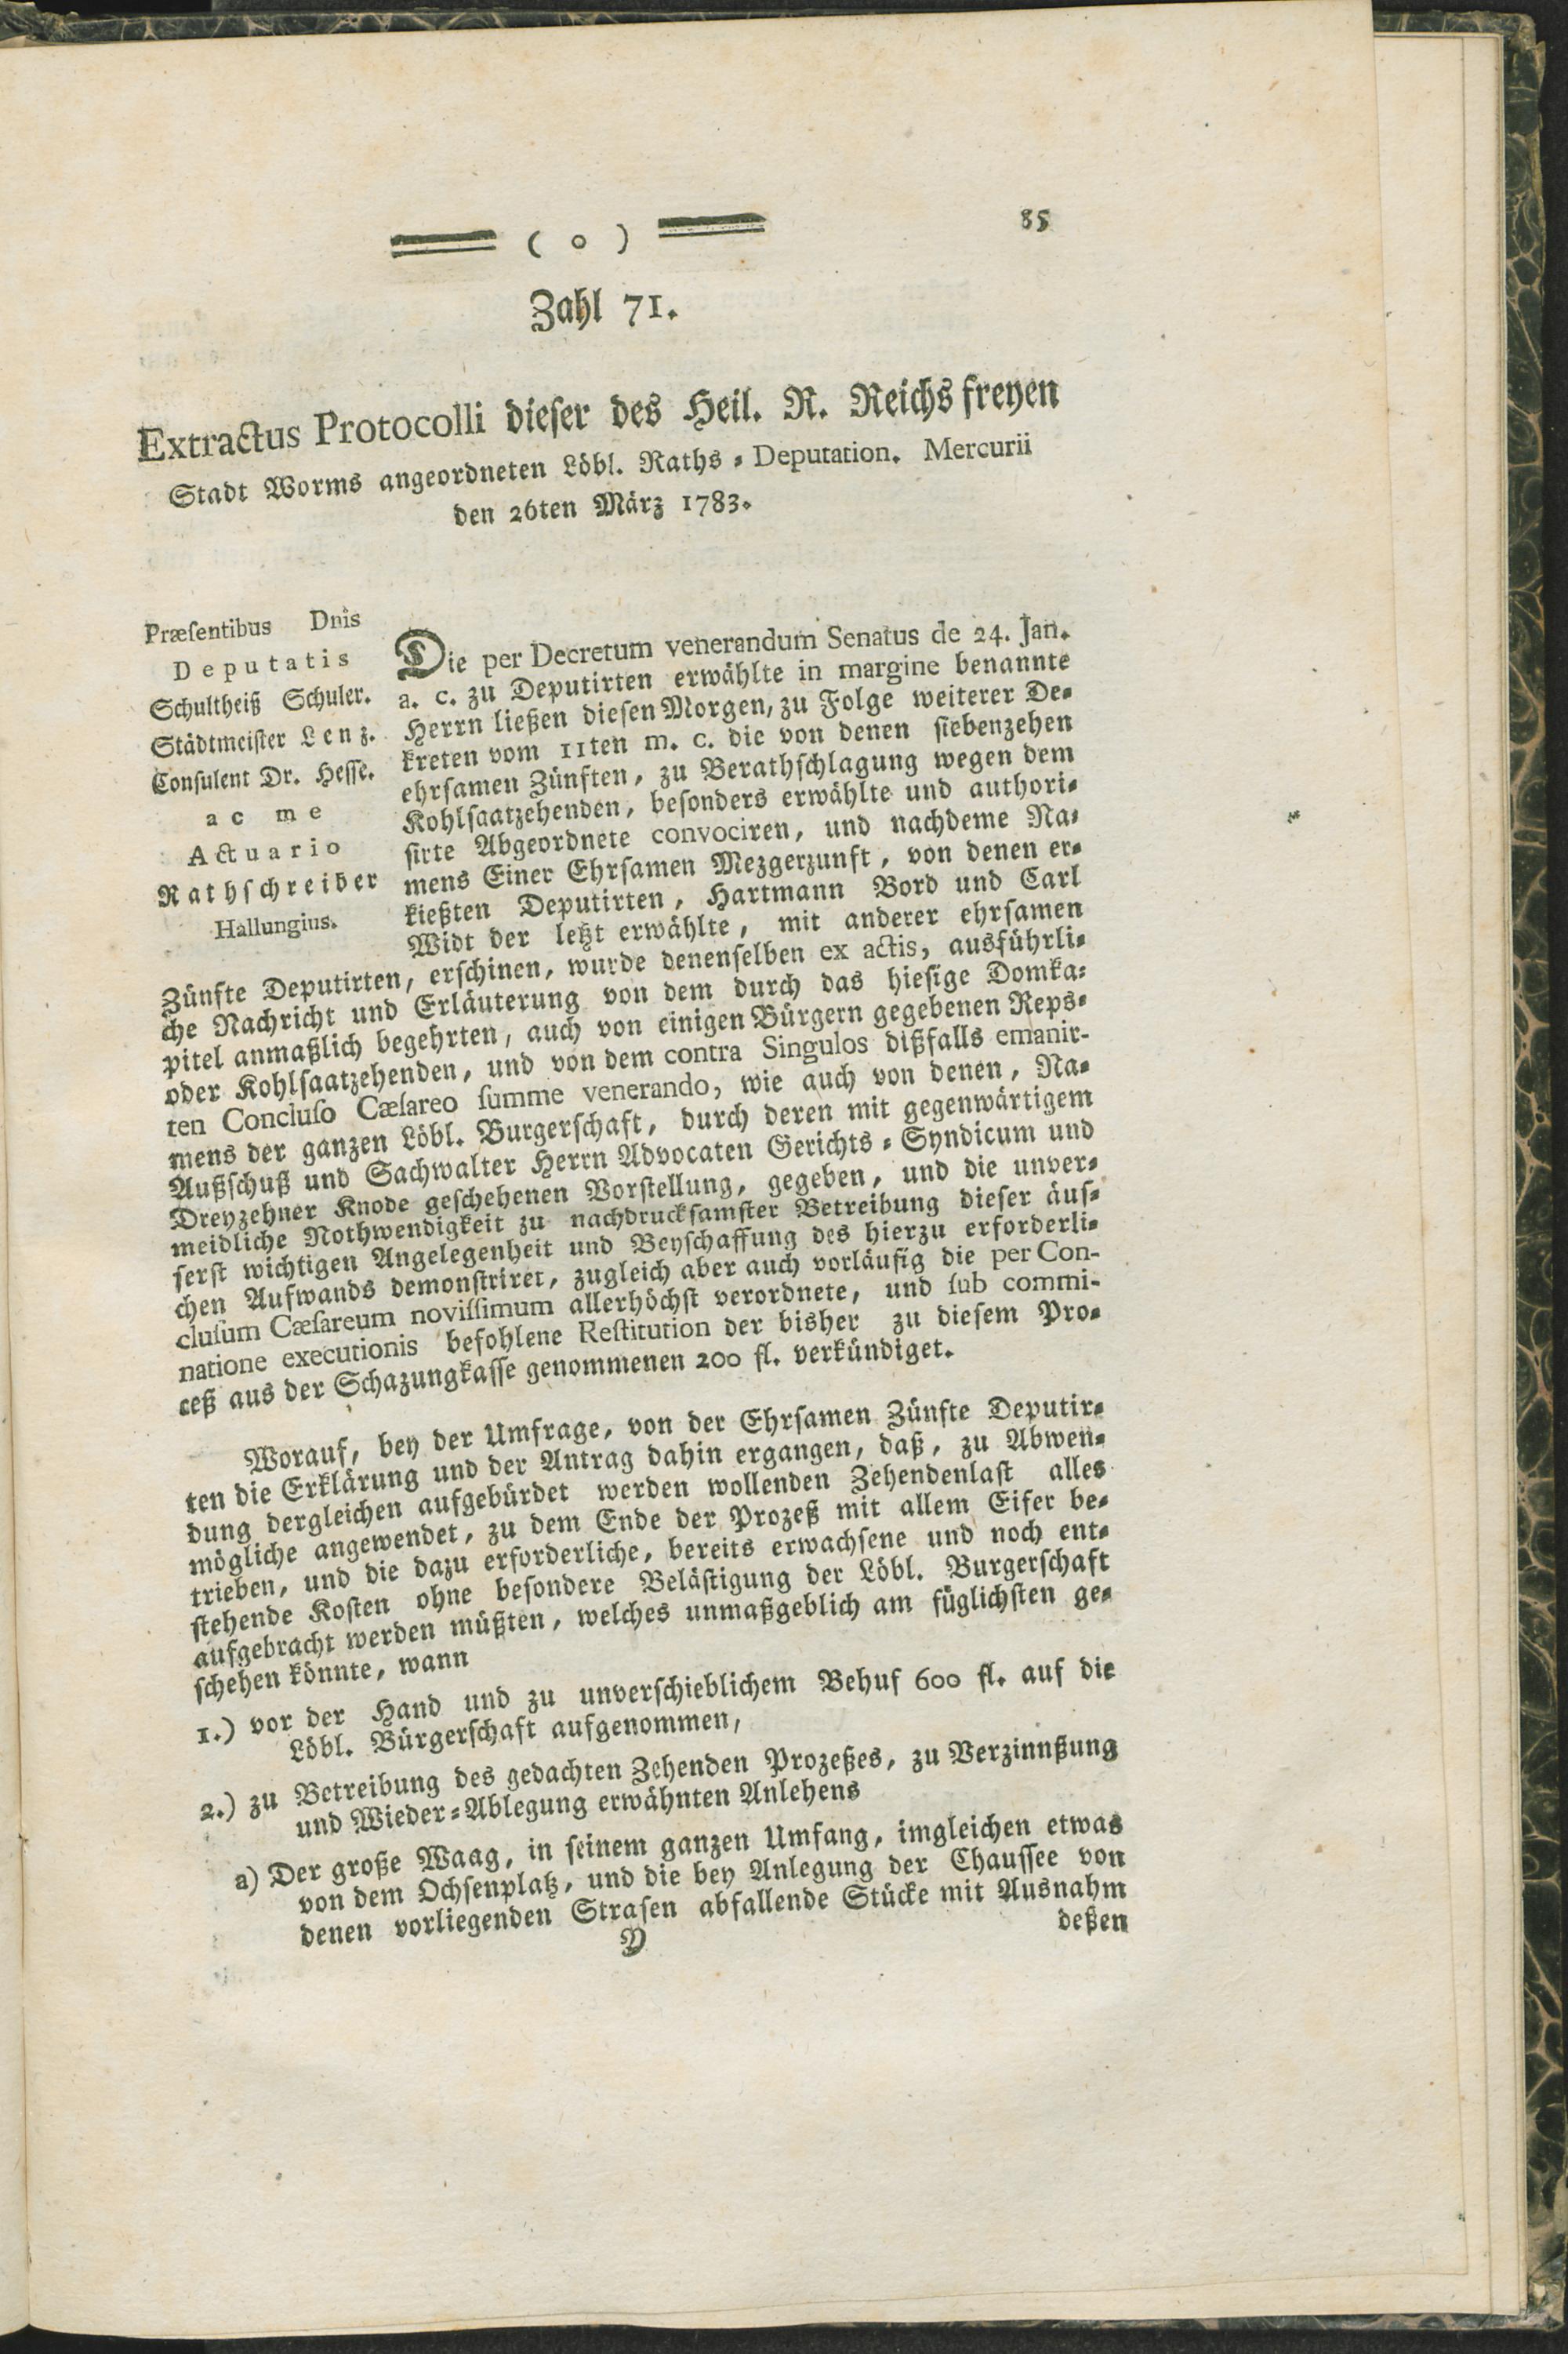 ( o ) 85
Zahl 71.
Extractus Protocolli dieser des Heil. R. Reichs freyen
Stadt Worms angeordneten Löbl. Raths - Deputation. Mercurii
den 26ten März 1783.
Præsentibus Dnis
Deputatis
Schultheiß Schuler.
Städtmeister Lenz.
Consulent Dr. Hesse.
ac me
Actuario
Rathschreiber
Hallungius.
Die per Decretum venerandum Senatus de 24. Jan.
a. c. zu Deputirten erwählte in margine benannte
Herrn ließen diesen Morgen, zu Folge weiterer De-
kreten vom 11ten m. c. die von denen siebenzehen
ehrsamen Zünften, zu Berathschlagung wegen dem
Kohlsaatzehenden, besonders erwählte und authori-
sirte Abgeordnete convociren, und nachdeme Na-
mens Einer Ehrsamen Mezgerzunft, von denen er-
kießten Deputirten, Hartmann Bord und Carl
Widt der letzt erwählte, mit anderer ehrsamen
Zünfte Deputirten, erschinen, wurde denenselben ex actis, ausführli-
che Nachricht und Erläuterung von dem durch das hiesige Domka-
pitel anmaßlich begehrten, auch von einigen Bürgern gegebenen Reps-
oder Kohlsaatzehenden, und von dem contra Singulos dißfalls emanir-
ten Concluso Cæsareo summe venerando, wie auch von denen, Na-
mens der ganzen Löbl. Burgerschaft, durch deren mit gegenwärtigem
Außschuß und Sachwalter Herrn Advocaten Gerichts - Syndicum und
Dreyzehner Knode geschehenen Vorstellung, gegeben, und die unver-
meidliche Nothwendigkeit zu nachdrucksamster Betreibung dieser äus-
serst wichtigen Angelegenheit und Beyschaffung des hierzu erforderli-
chen Aufwands demonstriret, zugleich aber auch vorläufig die per Con-
clusum Cæsareum novissimum allerhöchst verordnete, und sub commi-
natione executionis befohlene Restitution der bisher zu diesem Pro-
ceß aus der Schazungkasse genommenen 200 fl. verkündiget.
Worauf, bey der Umfrage, von der Ehrsamen Zünfte Deputir-
ten die Erklärung und der Antrag dahin ergangen, daß, zu Abwen-
dung dergleichen aufgebürdet werden wollenden Zehendenlast alles
mögliche angewendet, zu dem Ende der Prozeß mit allem Eifer be-
trieben, und die dazu erforderliche, bereits erwachsene und noch ent-
stehende Kosten ohne besondere Belästigung der Löbl. Burgerschaft
aufgebracht werden müßten, welches unmaßgeblich am füglichsten ge-
schehen könnte, wann
1.) vor der Hand und zu unverschieblichem Behuf 600 fl. auf die
Löbl. Bürgerschaft aufgenommen,
2.) zu Betreibung des gedachten Zehenden Prozeßes, zu Verzinnßung
und Wieder-Ablegung erwähnten Anlehens
a) Der große Waag, in seinem ganzen Umfang, imgleichen etwas
von dem Ochsenplatz, und die bey Anlegung der Chaussee von
denen vorliegenden Strasen abfallende Stücke mit Ausnahm
Y deßen